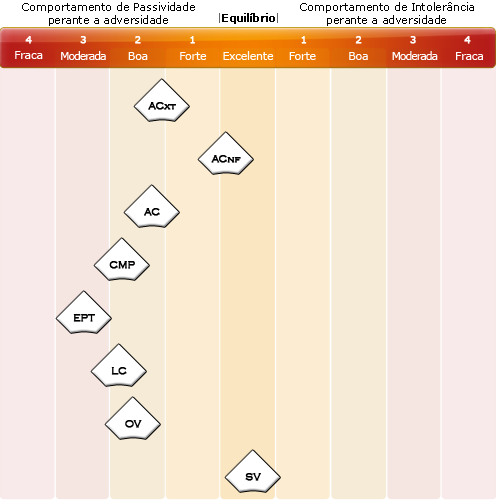 Comportamento de Passividade
perante a adversidade
|Equilíbrio|
Comportamento de Intolerância
perante a adversidade
4 3 2 1 1 2 3 4
Fraca Moderada Boa Forte Excelente Forte Boa Moderada Fraca
ACXT
ACNF
AC
CMP
EPT
LC
OV
SV